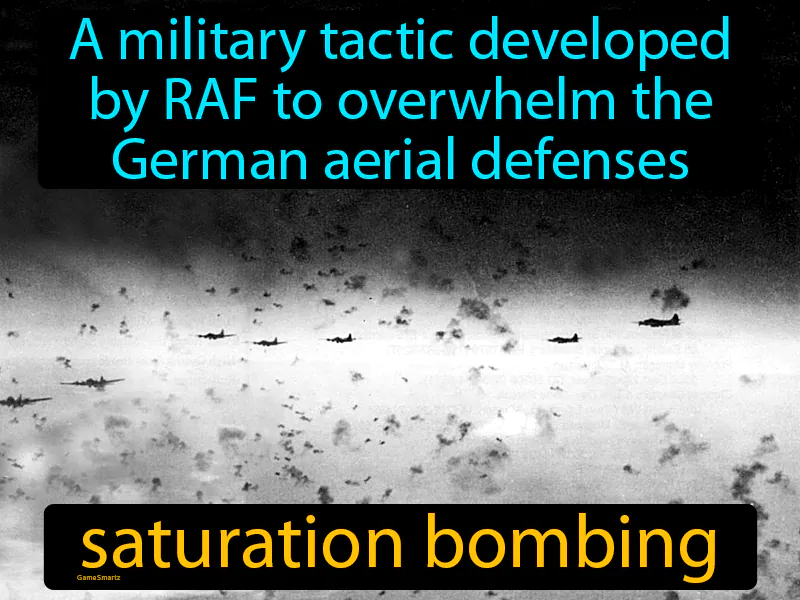 A military tactic developed
by RAF to overwhelm the
German aerial defenses
saturation bombing
GameSmartz